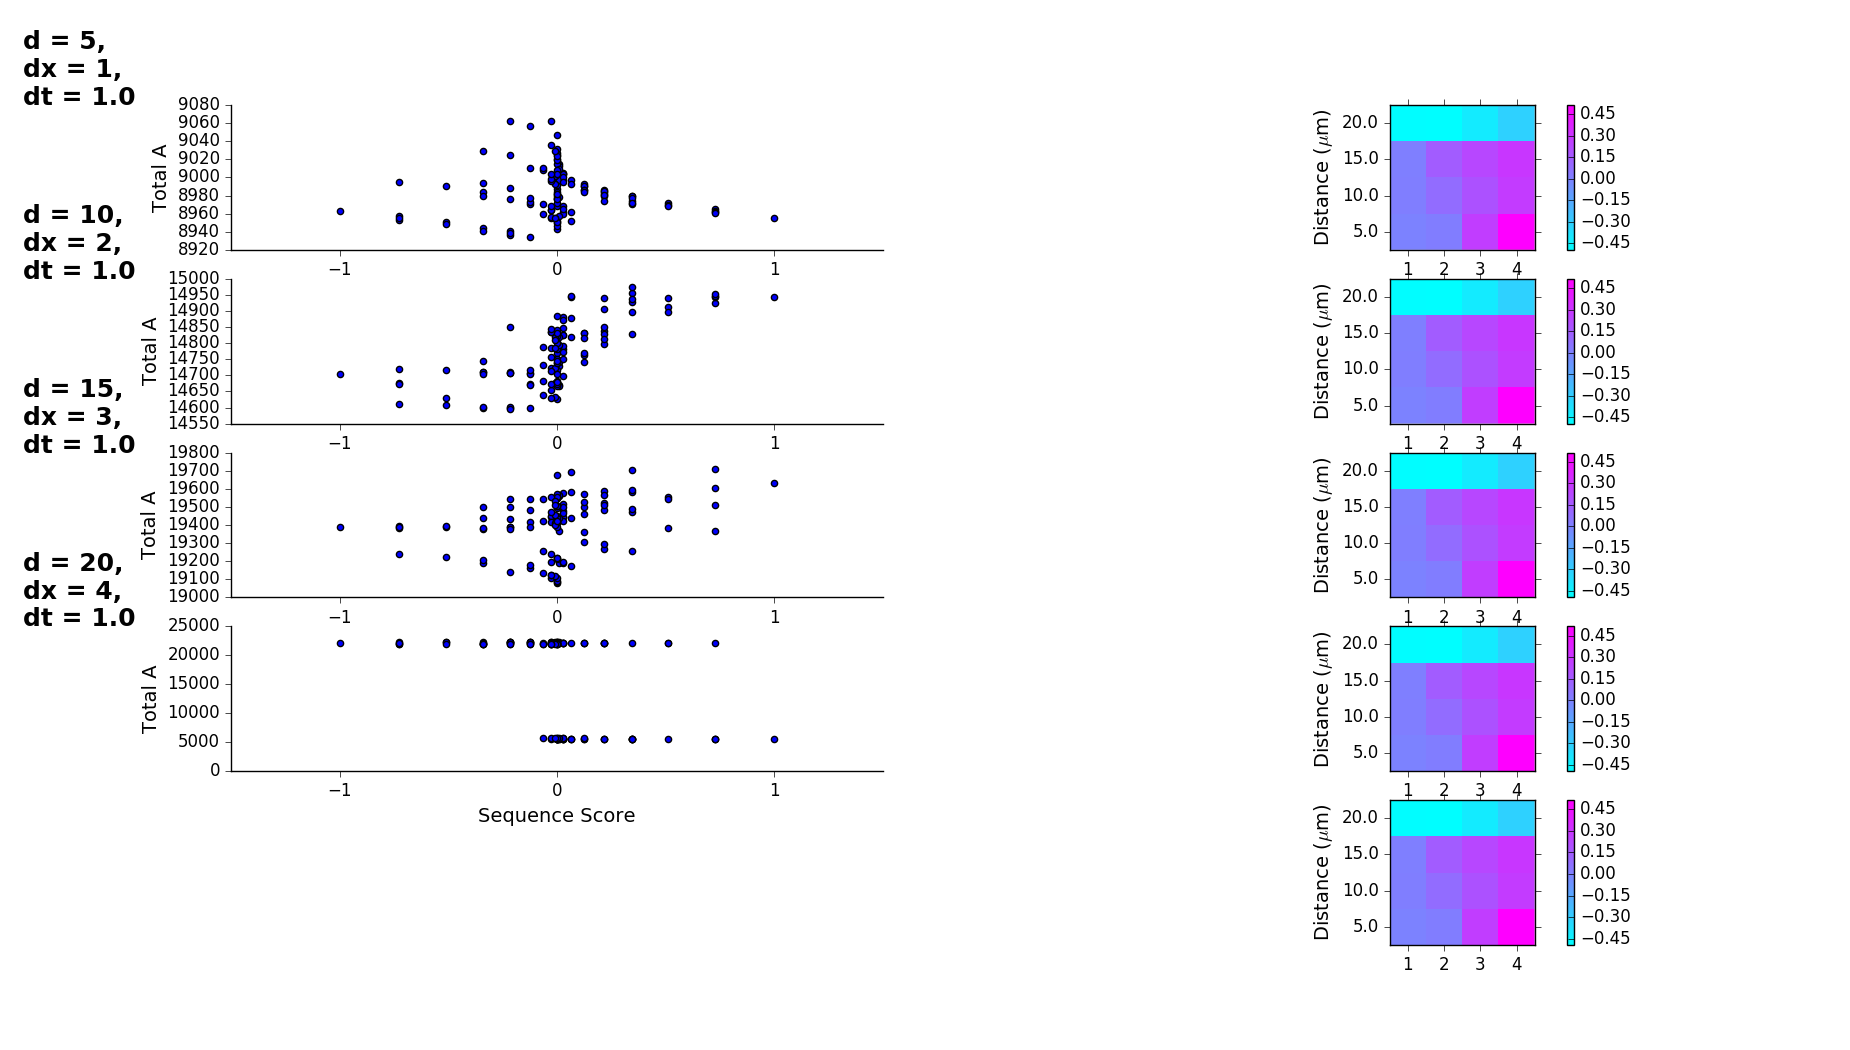 d = 5,
dx = 1,
dt = 1.0
Total A
9080
9060
9040
9020
9000
8980
8960
8940
8920
−1 0 1
Distance (μm)
20.0
15.0
10.0
5.0
1 2 3 4
0.45
0.30
0.15
0.00
−0.15
−0.30
−0.45
d = 10,
dx = 2,
dt = 1.0
Total A
15000
14950
14900
14850
14800
14750
14700
14650
14600
14550
−1 0 1
Distance (μm)
20.0
15.0
10.0
5.0
1 2 3 4
0.45
0.30
0.15
0.00
−0.15
−0.30
−0.45
d = 15,
dx = 3,
dt = 1.0
Total A
19800
19700
19600
19500
19400
19300
19200
19100
19000
−1 0 1
Distance (μm)
20.0
15.0
10.0
5.0
1 2 3 4
0.45
0.30
0.15
0.00
−0.15
−0.30
−0.45
d = 20,
dx = 4,
dt = 1.0
Total A
25000
20000
15000
10000
5000
0
−1 0 1
Sequence Score
Distance (μm)
20.0
15.0
10.0
5.0
1 2 3 4
0.45
0.30
0.15
0.00
−0.15
−0.30
−0.45
Distance (μm)
20.0
15.0
10.0
5.0
1 2 3 4
0.45
0.30
0.15
0.00
−0.15
−0.30
−0.45